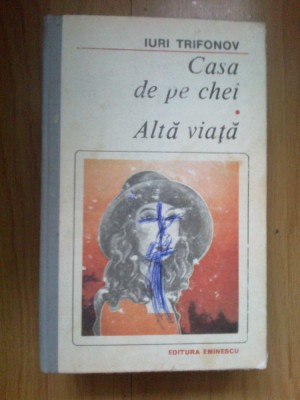 IURI TRIFONOV
Casa
de pe chei
Altă viață
EDITURA EMINESCU